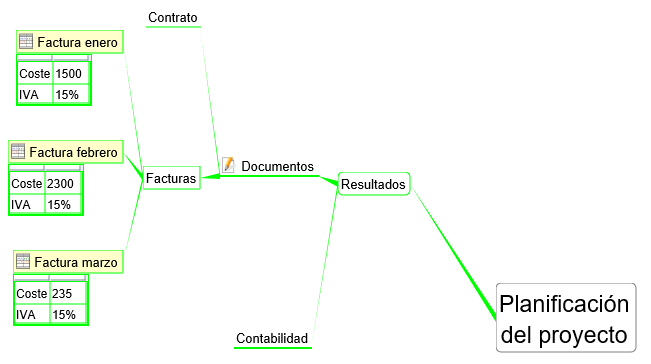 Contrato
Factura enero
Coste 1500
IVA 15%
Factura febrero
Coste 2300
IVA 15%
Facturas
Documentos
Resultados
Factura marzo
Coste 235
IVA 15%
Contabilidad
Planificación
del proyecto